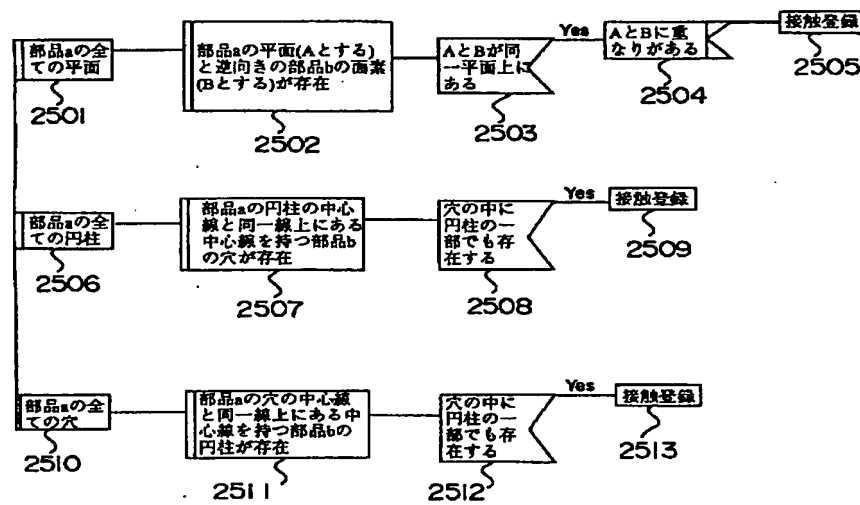 部品aの全
ての平面
2501
部品aの平面(Aとする)
と逆向きの部品bの面素
(Bとする)が存在
2502
AとBが同
一平面上に
ある
2503
Yes
AとBに重
なりがある
2504
接触登録
2505
部品aの全
ての円柱
2506
部品aの円柱の中心
線と同一線上にある
中心線を持つ部品b
の穴が存在
2507
穴の中に
円柱の一
部でも存
在する
2508
Yes
接触登録
2509
部品aの全
ての穴
2510
部品aの穴の中心線
と同一線上にある中
心線を持つ部品bの
円柱が存在
2511
穴の中に
円柱の一
部でも存
在する
2512
Yes
接触登録
2513